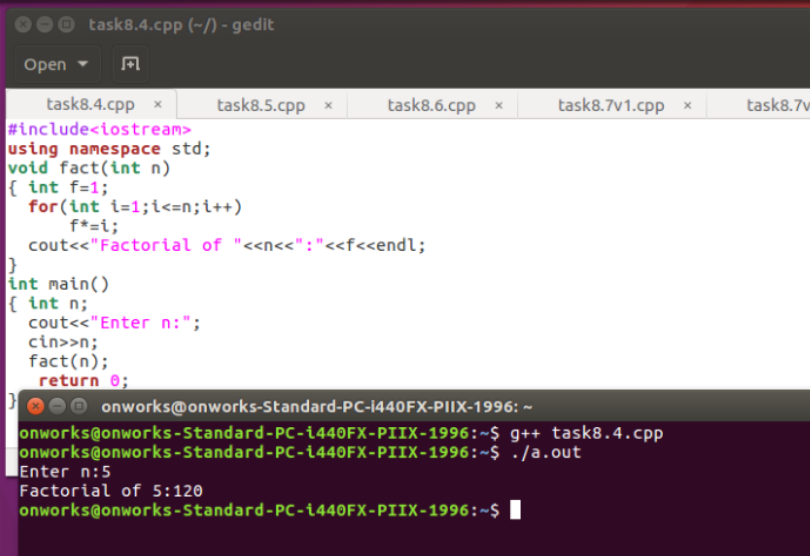 task8.4.cpp (~/) - gedit
Open
task8.4.cpp × task8.5.cpp × task8.6.cpp × task8.7v1.cpp × task8.7v
#include<iostream>
using namespace std;
void fact(int n)
{ int f=1;
  for(int i=1;i<=n;i++)
      f*=i;
  cout<<"Factorial of "<<n<<":"<<f<<endl;
}
int main()
{ int n;
  cout<<"Enter n:";
  cin>>n;
  fact(n);
   return 0;
}
onworks@onworks-Standard-PC-i440FX-PIIX-1996: ~
onworks@onworks-Standard-PC-i440FX-PIIX-1996:~$ g++ task8.4.cpp
onworks@onworks-Standard-PC-i440FX-PIIX-1996:~$ ./a.out
Enter n:5
Factorial of 5:120
onworks@onworks-Standard-PC-i440FX-PIIX-1996:~$